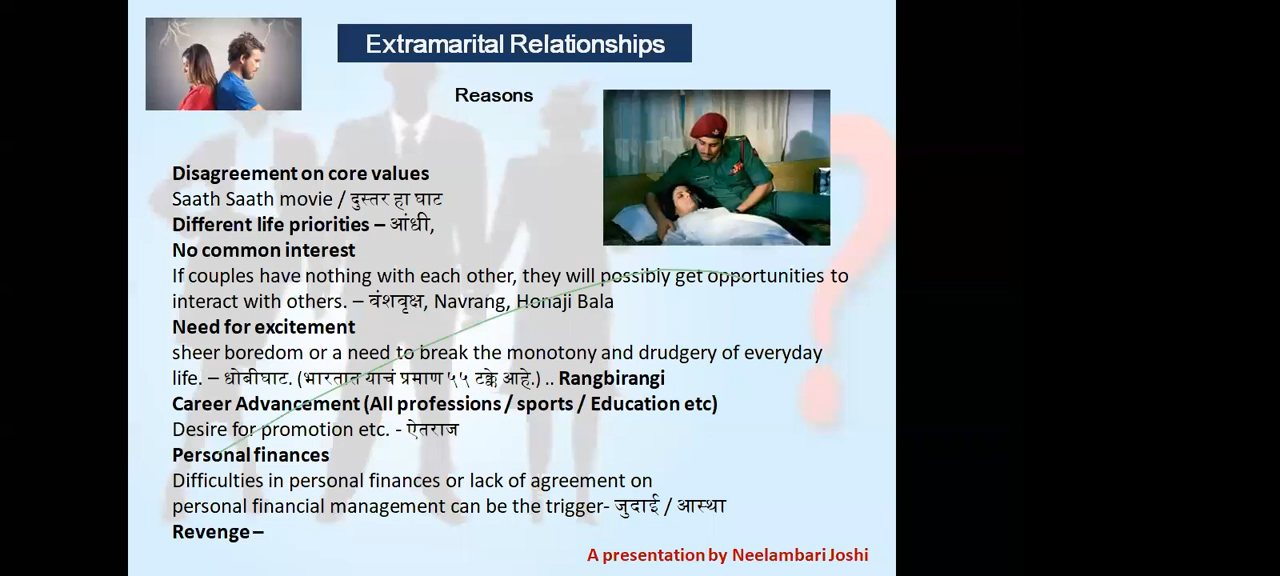 Extramarital Relationships
Reasons
Disagreement on core values
Saath Saath movie / दुस्तर हा घाट
Different life priorities – आंधी,
No common interest
If couples have nothing with each other, they will possibly get opportunities to
interact with others. – वंशवृक्ष, Navrang, Honaji Bala
Need for excitement
sheer boredom or a need to break the monotony and drudgery of everyday
life. – धोबीघाट. (भारतात याचं प्रमाण ५५ टक्के आहे.) .. Rangbirangi
Career Advancement (All professions / sports / Education etc)
Desire for promotion etc. - ऐतराज
Personal finances
Difficulties in personal finances or lack of agreement on
personal financial management can be the trigger- जुदाई / आस्था
Revenge –
A presentation by Neelambari Joshi